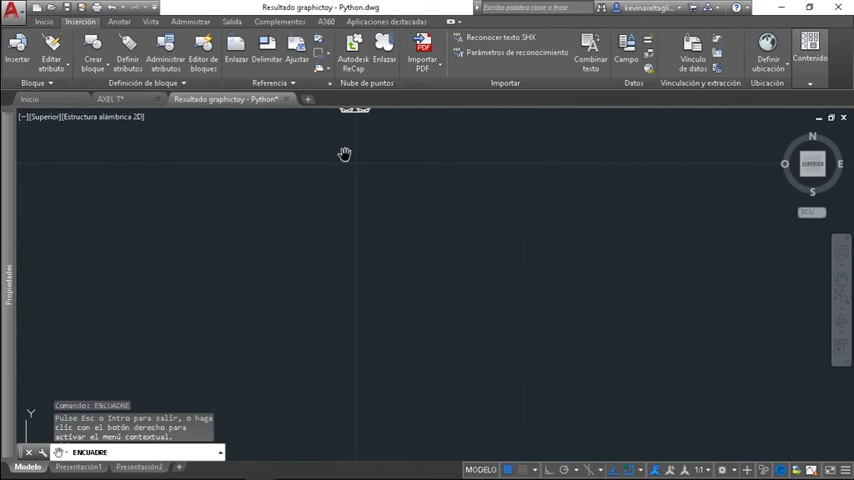 Resultado graphictoy - Python.dwg
Escriba palabra clave o frase
kevinaxeltagli...
Inicio Inserción Anotar Vista Administrar Salida Complementos A360 Aplicaciones destacadas
Insertar
Editar
atributo
Bloque
Crear
bloque
Definir
atributos
Administrar
atributos
Editor de
bloques
Definición de bloque
Enlazar
Delimitar
Ajustar
Referencia
Autodesk
ReCap
Enlazar
Nube de puntos
Importar
PDF
Reconocer texto SHX
Parámetros de reconocimiento
Importar
Combinar
texto
Campo
Datos
Vínculo
de datos
Vinculación y extracción
Definir
ubicación
Ubicación
Contenido
Inicio
AXEL T*
Resultado graphictoy - Python*
[−][Superior][Estructura alámbrica 2D]
N
O
SUPERIOR
E
S
SCU
Propiedades
Y
Comando: ENCUADRE
Pulse Esc o Intro para salir, o haga
clic con el botón derecho para
activar el menú contextual.
ENCUADRE
Modelo
Presentación1
Presentación2
MODELO
1:1